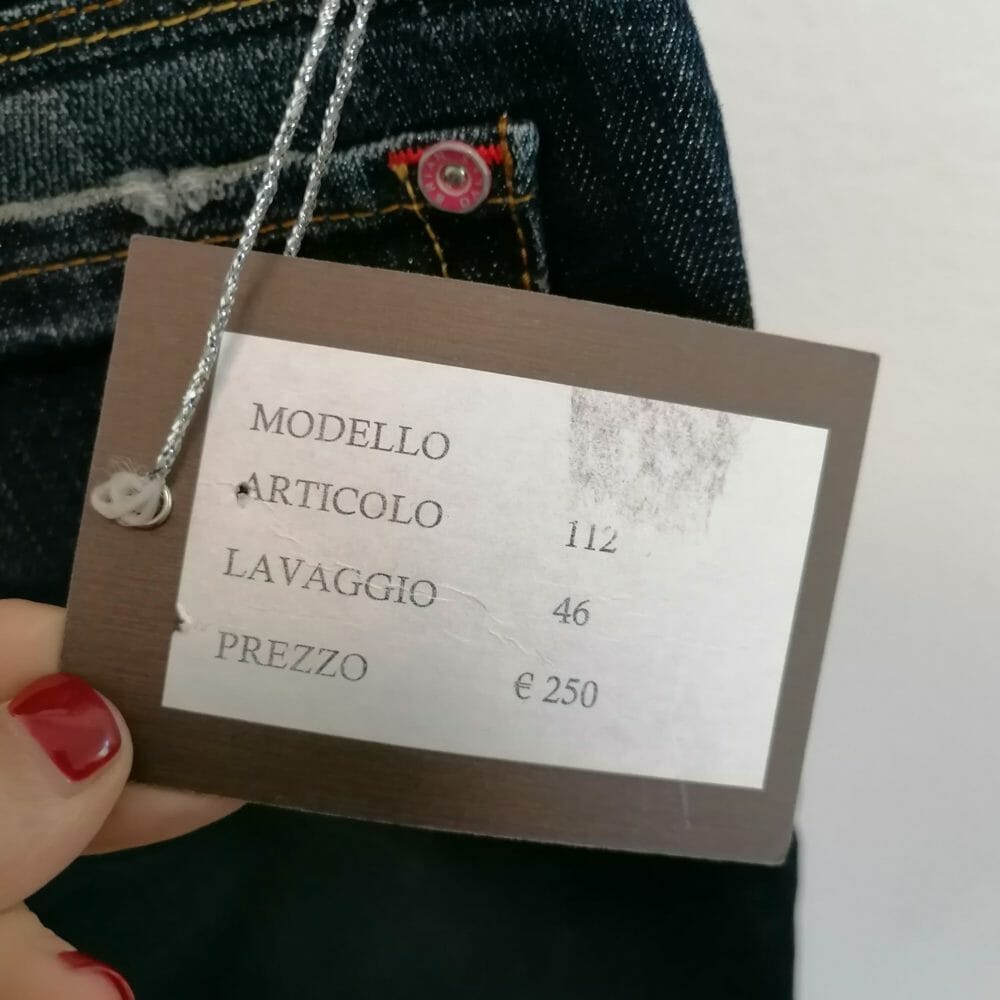 MODELLO
ARTICOLO 112
LAVAGGIO 46
PREZZO € 250